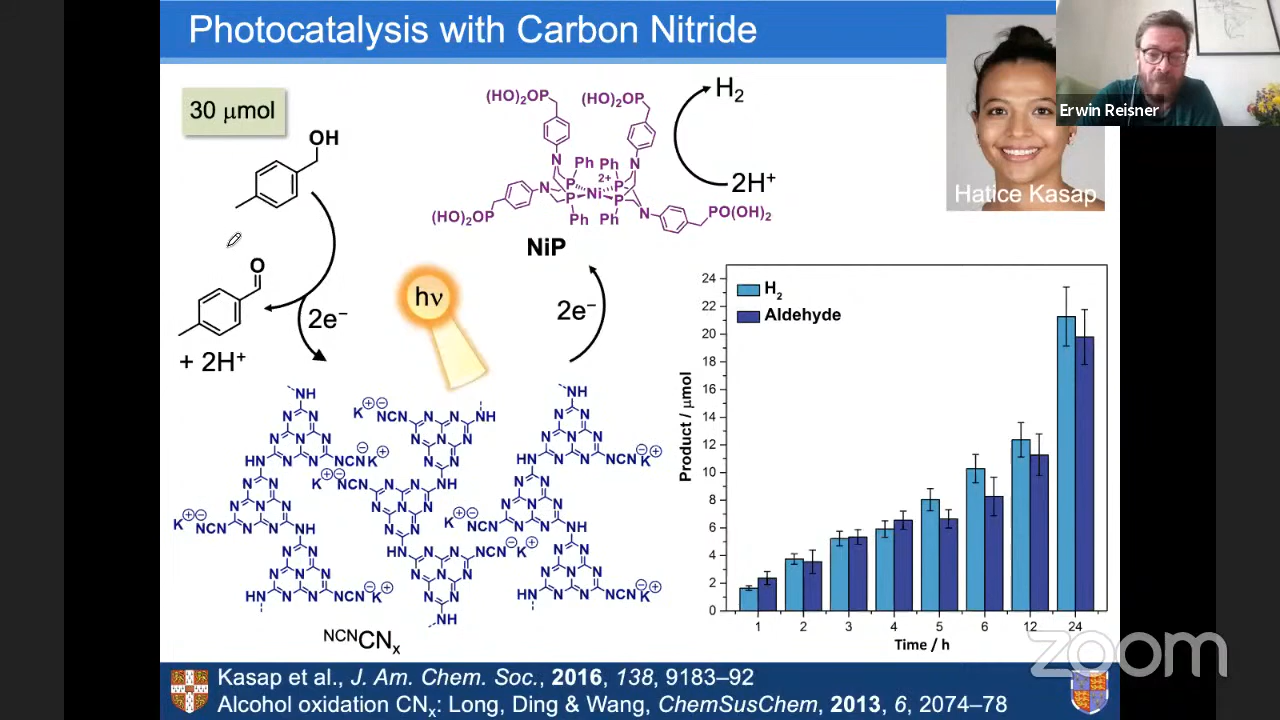 Photocatalysis with Carbon Nitride
Erwin Reisner
Hatice Kasap
30 μmol
OH
O
+ 2H⁺
2e⁻
hν
(HO)₂OP
(HO)₂OP
N
N
Ph
Ph
2+
P
P
P
P
Ni
N
N
Ph
Ph
(HO)₂OP
PO(OH)₂
NiP
H₂
2H⁺
2e⁻
NH
K⁺ ⁻NCN
NH
NH
HN
NCN⁻K⁺
K⁺ ⁻NCN
NH
HN
NCN⁻K⁺
K⁺ ⁻NCN
NH
HN
NCN⁻K⁺
K⁺ ⁻NCN
NH
HN
NCN⁻K⁺
NH
HN
NCN⁻K⁺
NCNCNₓ
H₂
Aldehyde
Product / μmol
24
22
20
18
16
14
12
10
8
6
4
2
0
1 2 3 4 5 6 12 24
Time / h
zoom
Kasap et al., J. Am. Chem. Soc., 2016, 138, 9183–92
Alcohol oxidation CNₓ: Long, Ding & Wang, ChemSusChem, 2013, 6, 2074–78